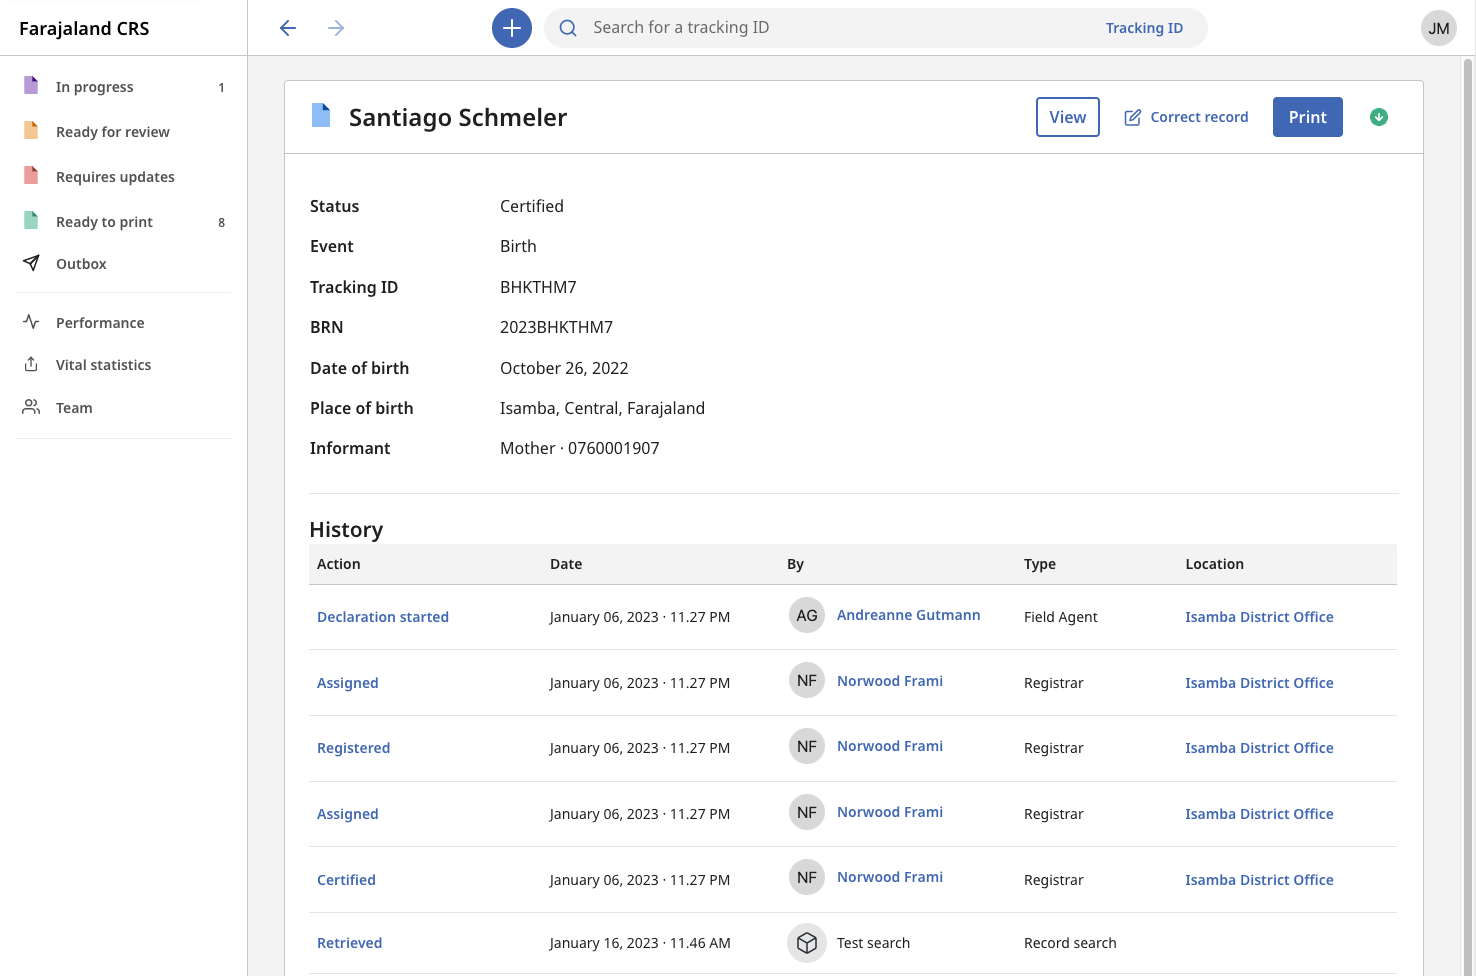 Farajaland CRS
Search for a tracking ID
Tracking ID
JM
In progress 1
Ready for review
Requires updates
Ready to print 8
Outbox
Performance
Vital statistics
Team
Santiago Schmeler
View
Correct record
Print
Status Certified
Event Birth
Tracking ID BHKTHM7
BRN 2023BHKTHM7
Date of birth October 26, 2022
Place of birth Isamba, Central, Farajaland
Informant Mother · 0760001907
History
Action Date By Type Location
Declaration started January 06, 2023 · 11.27 PM AG Andreanne Gutmann Field Agent Isamba District Office
Assigned January 06, 2023 · 11.27 PM NF Norwood Frami Registrar Isamba District Office
Registered January 06, 2023 · 11.27 PM NF Norwood Frami Registrar Isamba District Office
Assigned January 06, 2023 · 11.27 PM NF Norwood Frami Registrar Isamba District Office
Certified January 06, 2023 · 11.27 PM NF Norwood Frami Registrar Isamba District Office
Retrieved January 16, 2023 · 11.46 AM Test search Record search